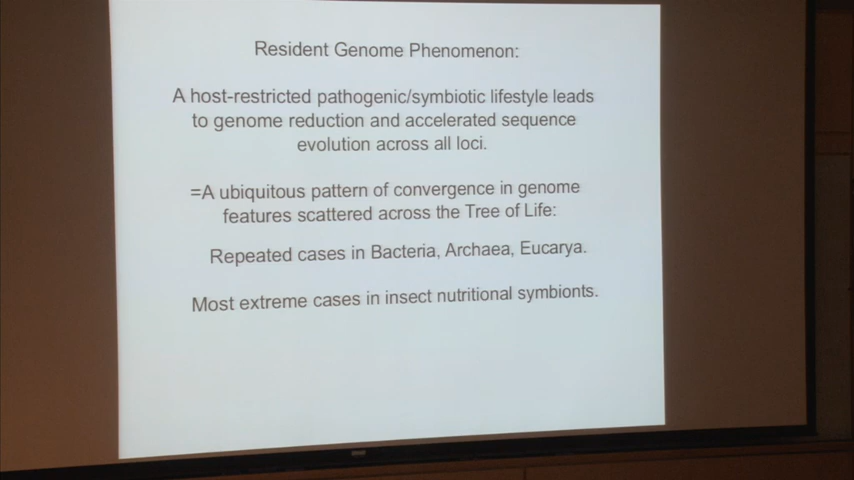 Resident Genome Phenomenon:
A host-restricted pathogenic/symbiotic lifestyle leads
to genome reduction and accelerated sequence
evolution across all loci.
=A ubiquitous pattern of convergence in genome
features scattered across the Tree of Life:
Repeated cases in Bacteria, Archaea, Eucarya.
Most extreme cases in insect nutritional symbionts.